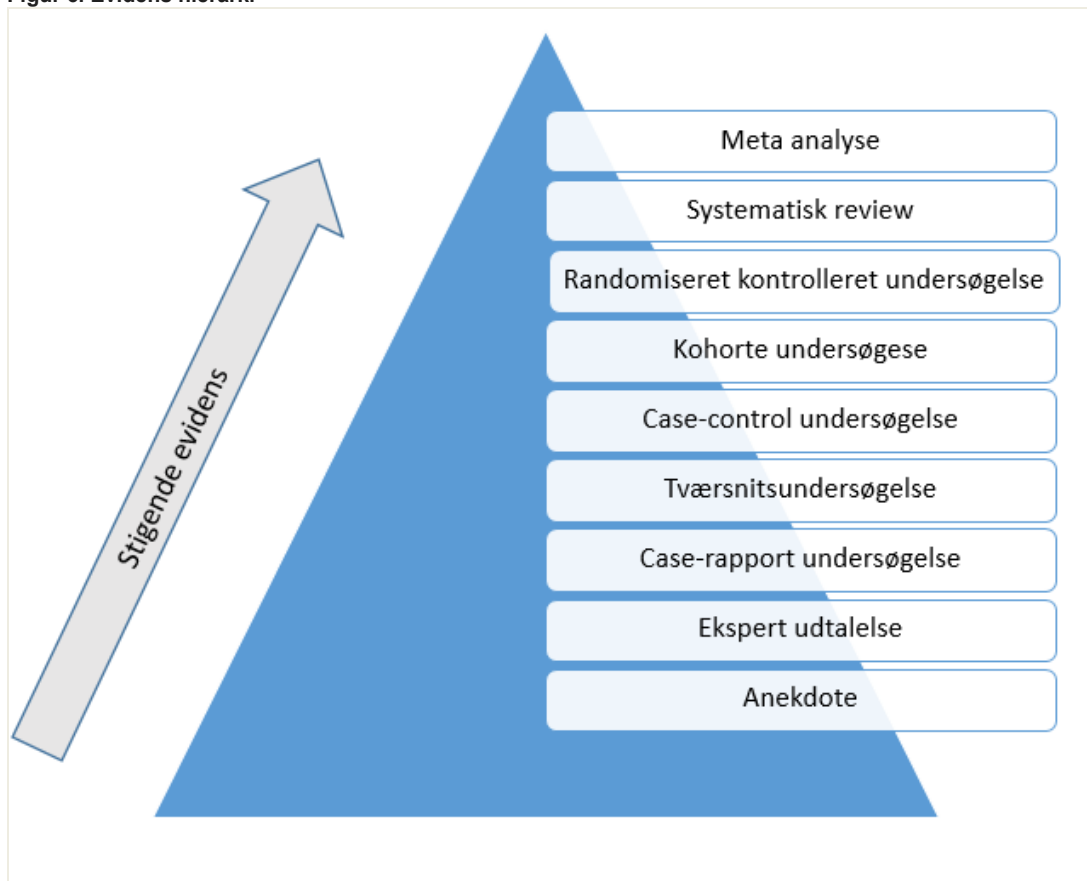 Meta analyse
Systematisk review
Randomiseret kontrolleret undersøgelse
Kohorte undersøgese
Case-control undersøgelse
Tværsnitsundersøgelse
Case-rapport undersøgelse
Ekspert udtalelse
Anekdote
Stigende evidens